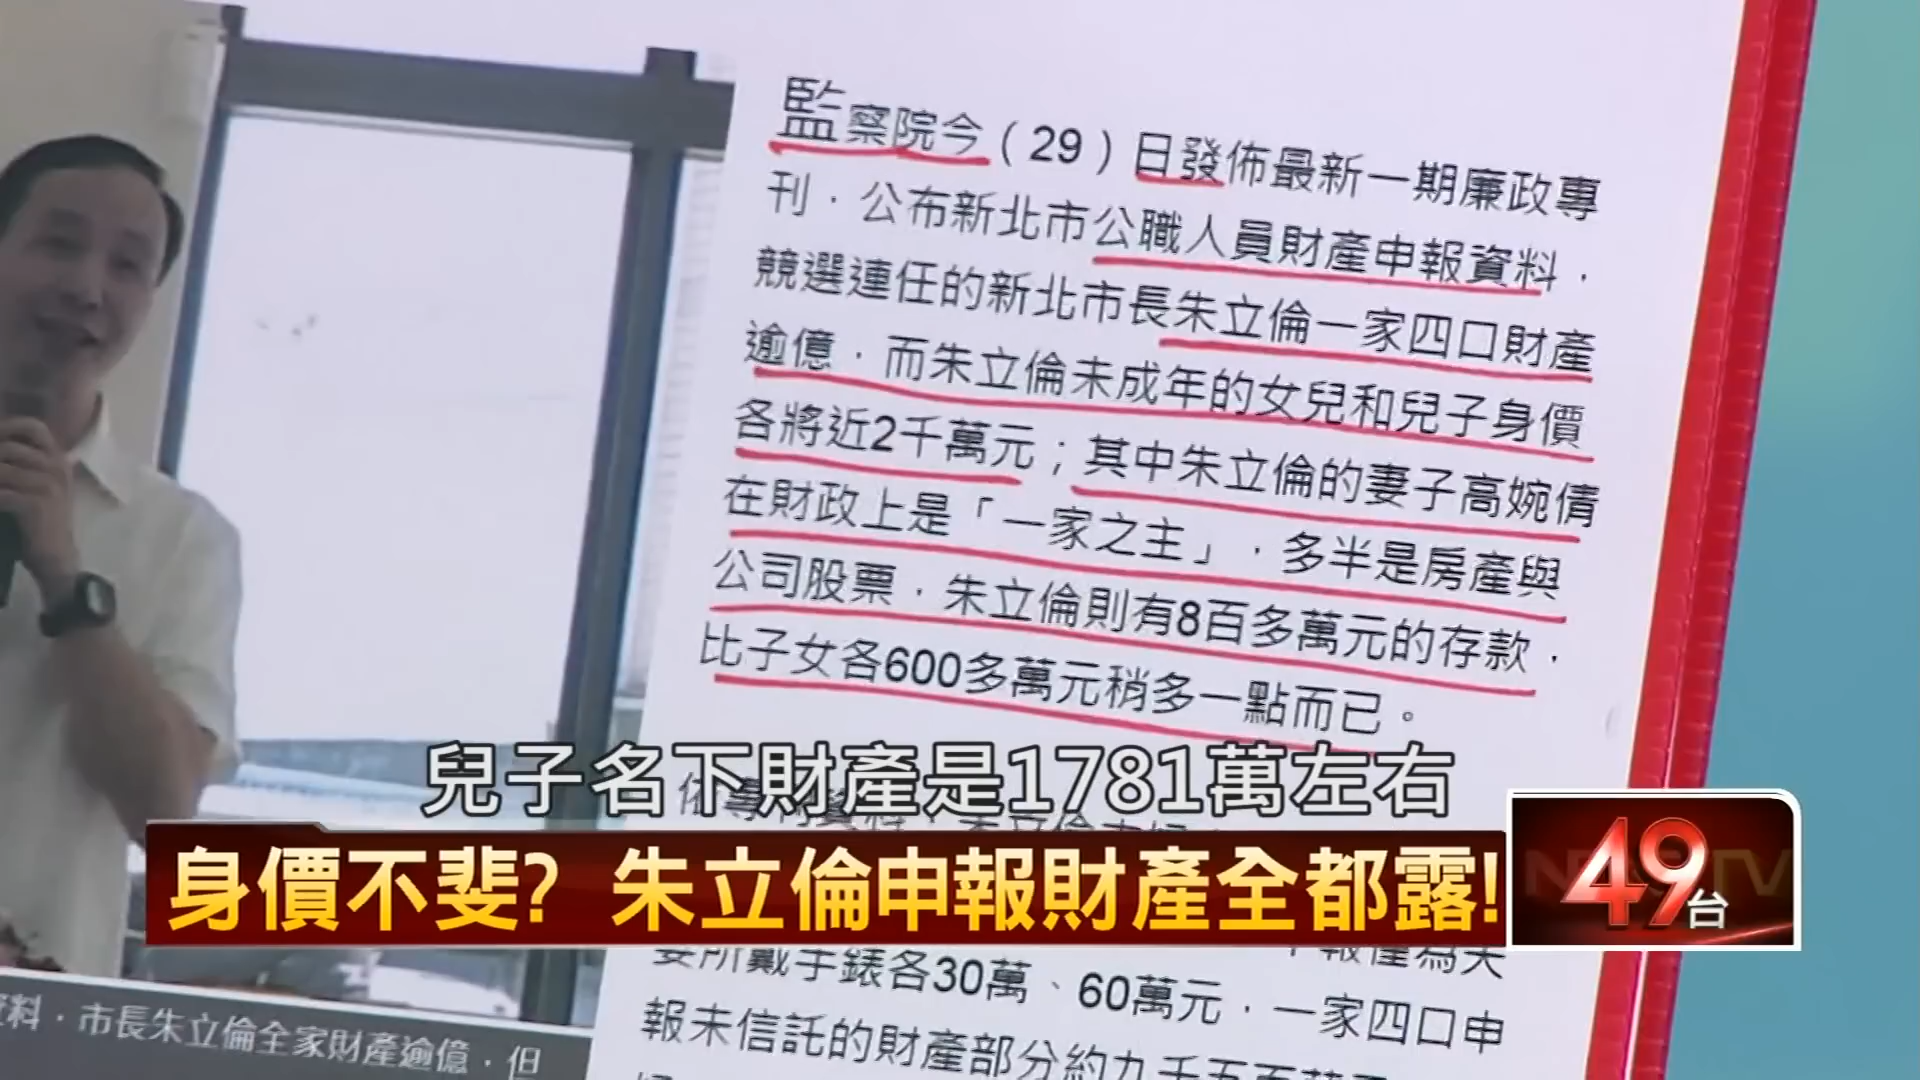 監察院今（29）日發佈最新一期廉政專
刊，公布新北市公職人員財產申報資料，
競選連任的新北市長朱立倫一家四口財產
逾億，而朱立倫未成年的女兒和兒子身價
各將近2千萬元；其中朱立倫的妻子高婉倩
在財政上是「一家之主」，多半是房產與
公司股票，朱立倫則有8百多萬元的存款，
比子女各600多萬元稍多一點而已。
兒子名下財產是1781萬左右
身價不斐? 朱立倫申報財產全都露!
49台
妻所戴手錶各30萬、60萬元，一家四口申
報未信託的財產部分約九千五百萬
資料，市長朱立倫全家財產逾億，但